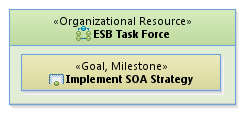 «Organizational Resource»
ESB Task Force
«Goal, Milestone»
Implement SOA Strategy